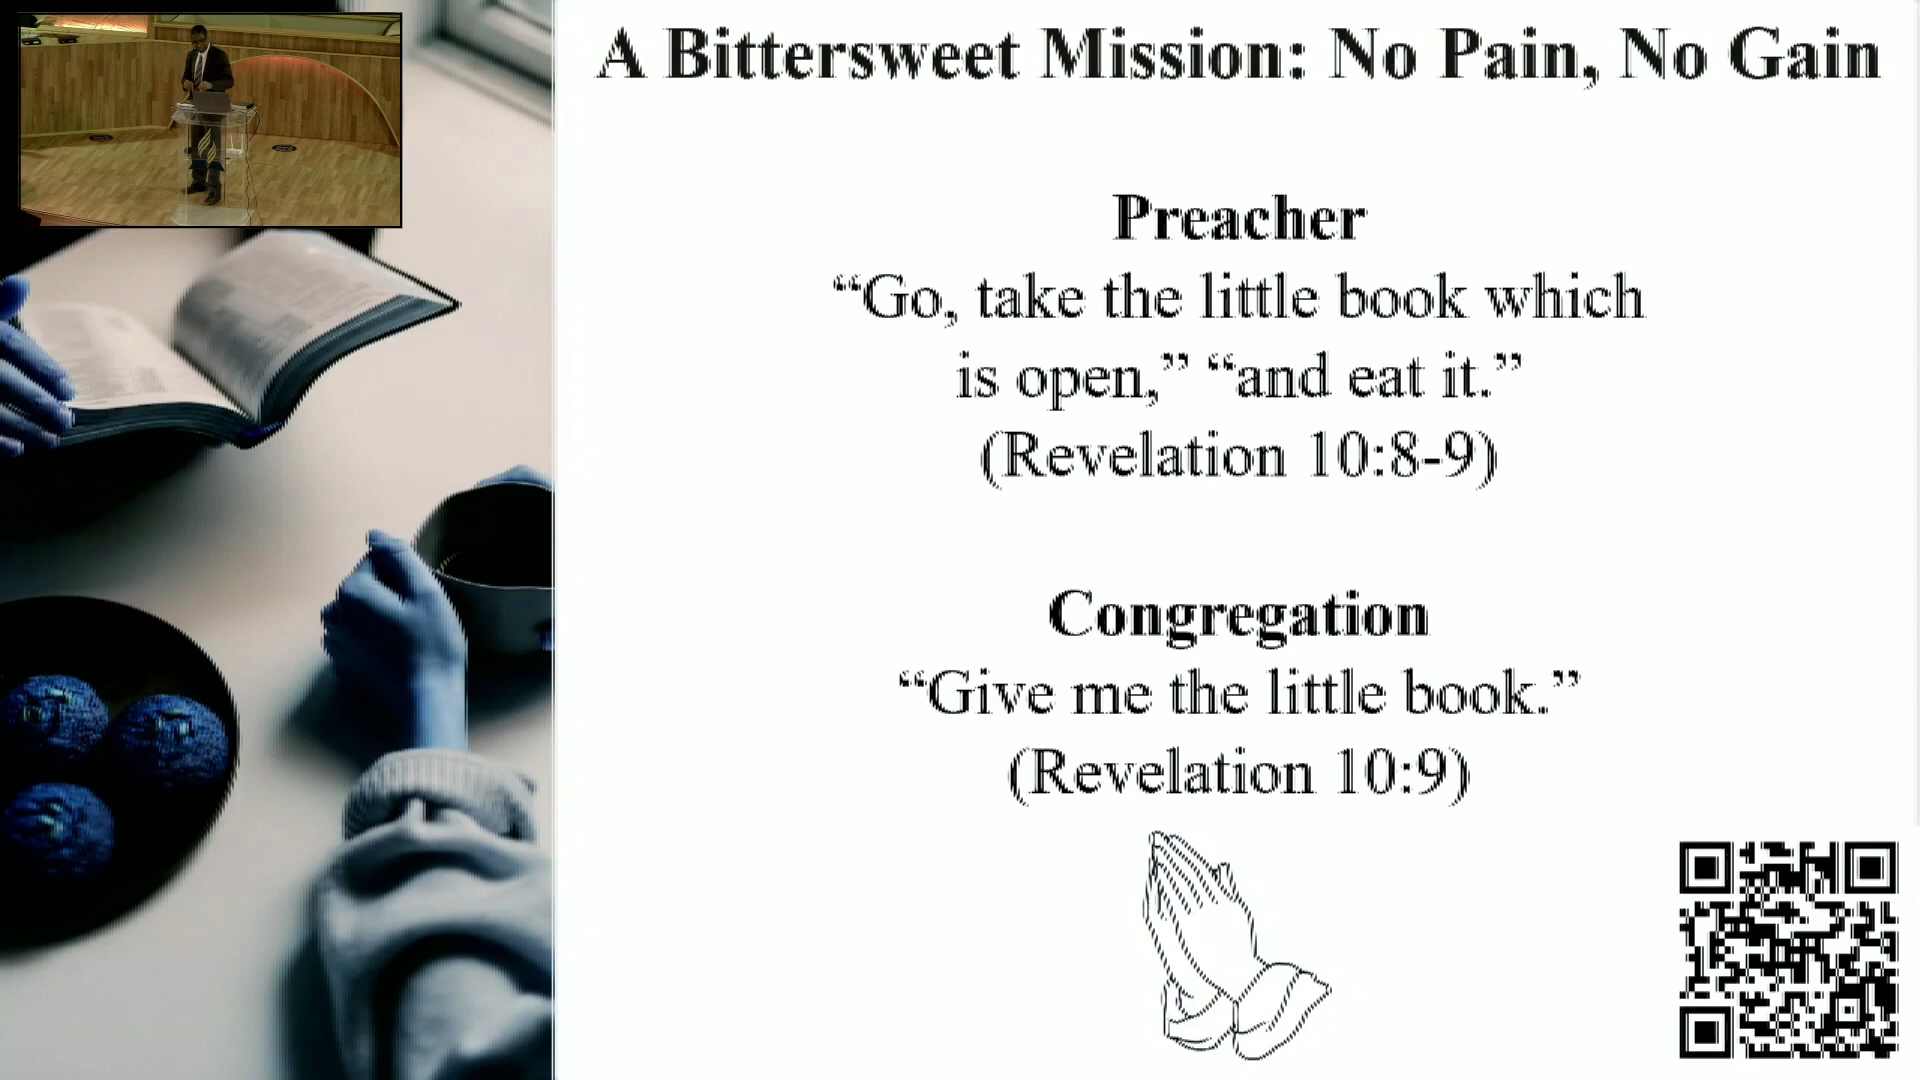 A Bittersweet Mission: No Pain, No Gain
Preacher
“Go, take the little book which
is open,” “and eat it.”
(Revelation 10:8-9)
Congregation
“Give me the little book.”
(Revelation 10:9)